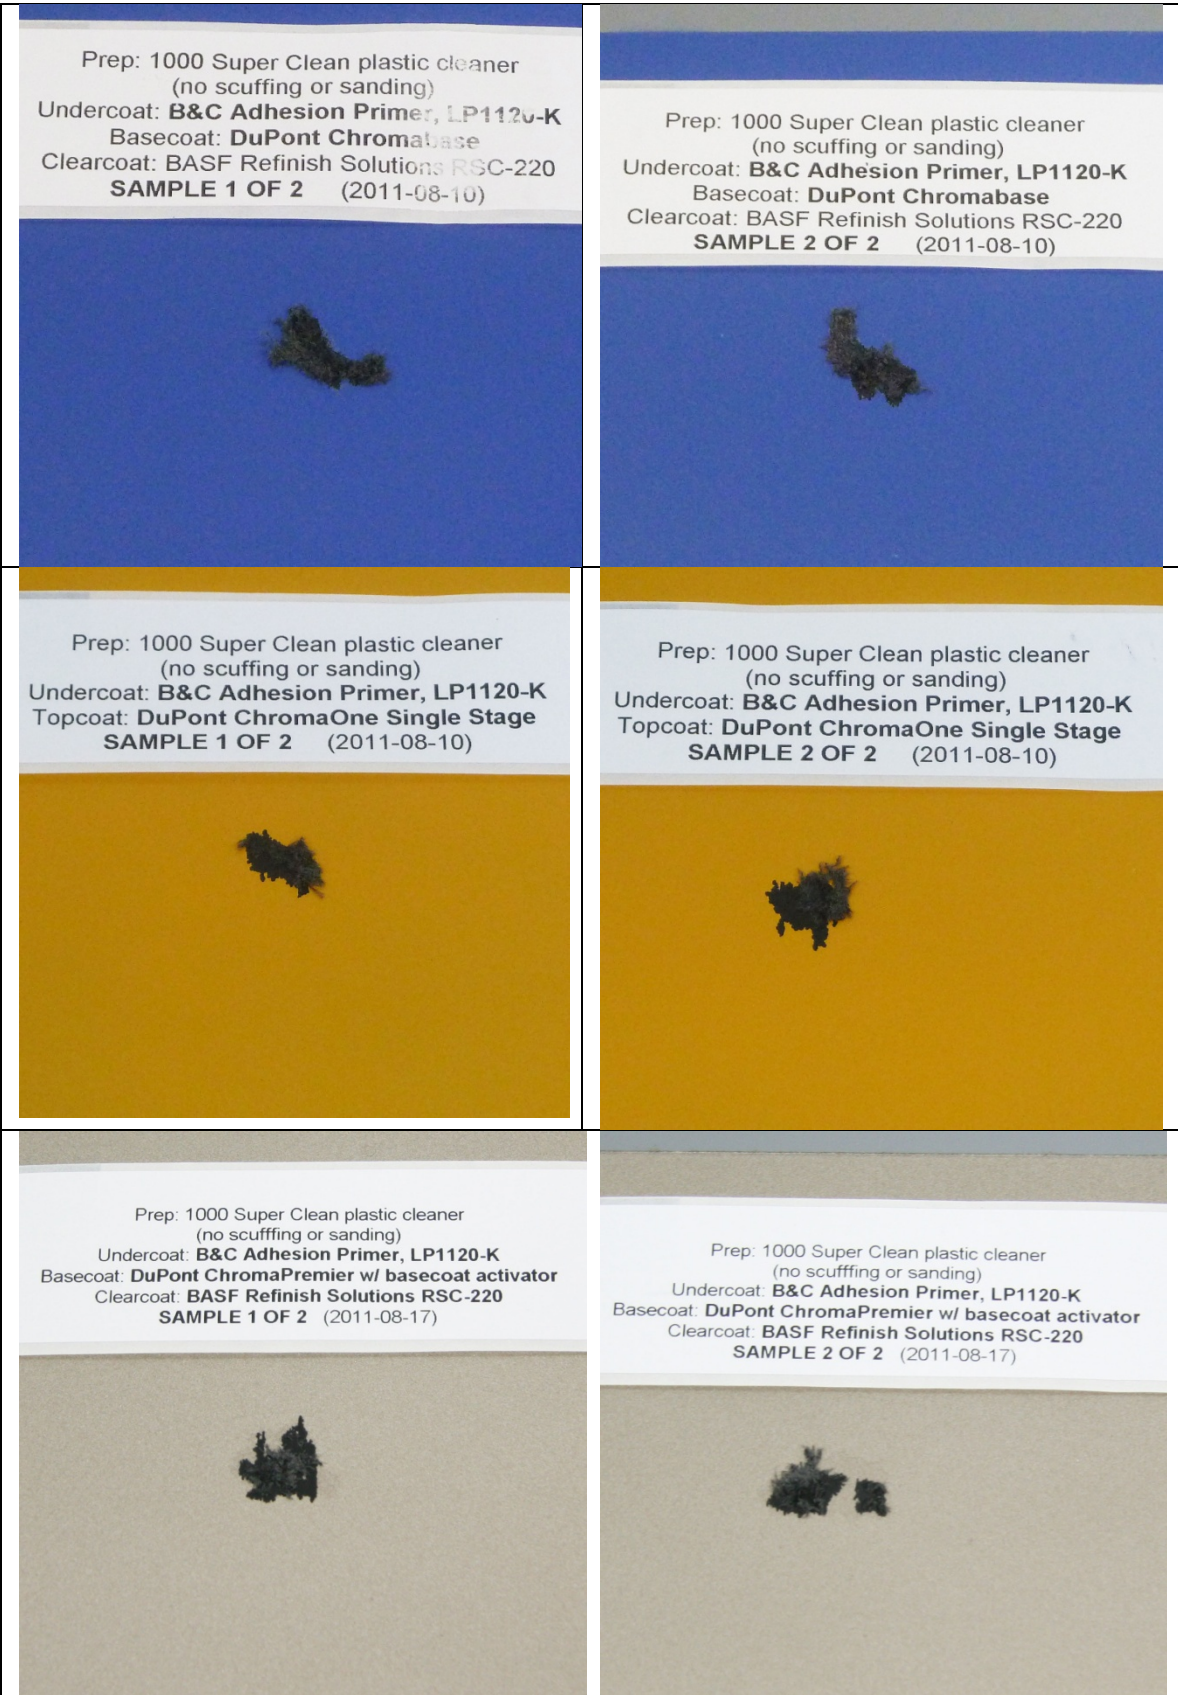 Prep: 1000 Super Clean plastic cleaner
(no scuffing or sanding)
Undercoat: B&C Adhesion Primer, LP1120-K
Basecoat: DuPont Chromabase
Clearcoat: BASF Refinish Solutions RSC-220
SAMPLE 1 OF 2 (2011-08-10)
Prep: 1000 Super Clean plastic cleaner
(no scuffing or sanding)
Undercoat: B&C Adhesion Primer, LP1120-K
Basecoat: DuPont Chromabase
Clearcoat: BASF Refinish Solutions RSC-220
SAMPLE 2 OF 2 (2011-08-10)
Prep: 1000 Super Clean plastic cleaner
(no scuffing or sanding)
Undercoat: B&C Adhesion Primer, LP1120-K
Topcoat: DuPont ChromaOne Single Stage
SAMPLE 1 OF 2 (2011-08-10)
Prep: 1000 Super Clean plastic cleaner
(no scuffing or sanding)
Undercoat: B&C Adhesion Primer, LP1120-K
Topcoat: DuPont ChromaOne Single Stage
SAMPLE 2 OF 2 (2011-08-10)
Prep: 1000 Super Clean plastic cleaner
(no scufffing or sanding)
Undercoat: B&C Adhesion Primer, LP1120-K
Basecoat: DuPont ChromaPremier w/ basecoat activator
Clearcoat: BASF Refinish Solutions RSC-220
SAMPLE 1 OF 2 (2011-08-17)
Prep: 1000 Super Clean plastic cleaner
(no scufffing or sanding)
Undercoat: B&C Adhesion Primer, LP1120-K
Basecoat: DuPont ChromaPremier w/ basecoat activator
Clearcoat: BASF Refinish Solutions RSC-220
SAMPLE 2 OF 2 (2011-08-17)